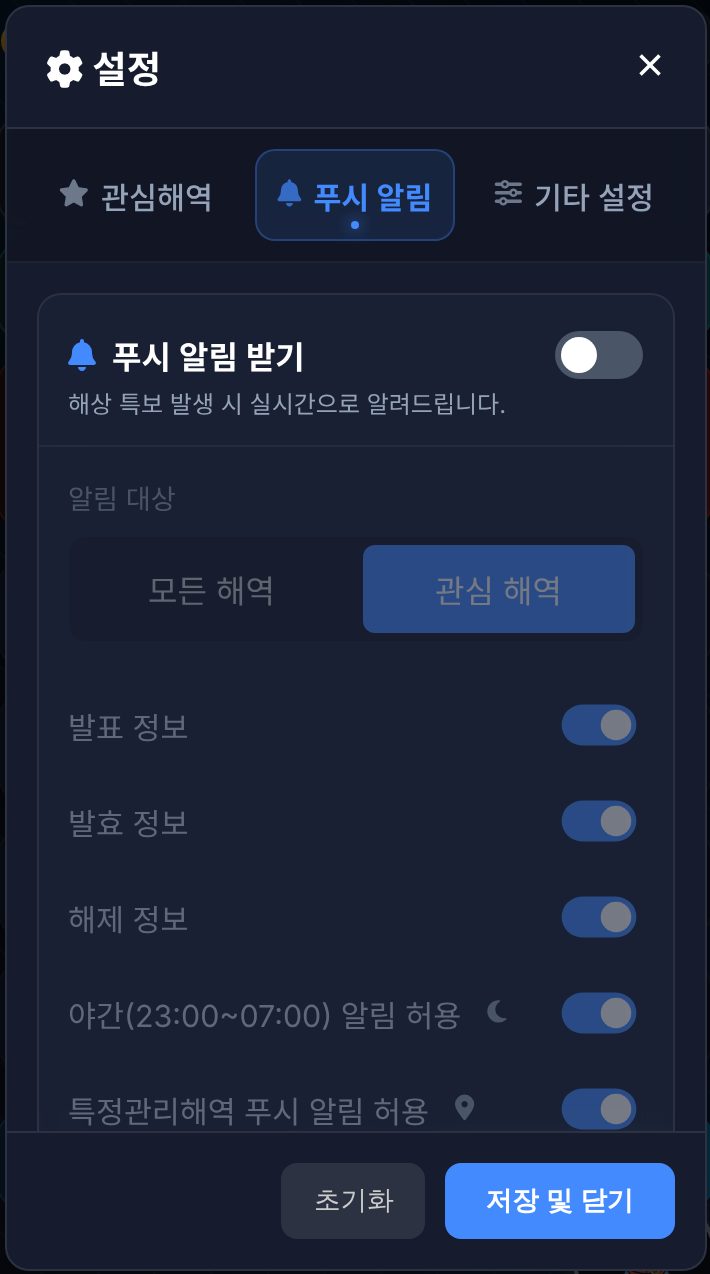 설정
관심해역
푸시 알림
기타 설정
푸시 알림 받기
해상 특보 발생 시 실시간으로 알려드립니다.
알림 대상
모든 해역
관심 해역
발표 정보
발효 정보
해제 정보
야간(23:00~07:00) 알림 허용
특정관리해역 푸시 알림 허용
초기화
저장 및 닫기